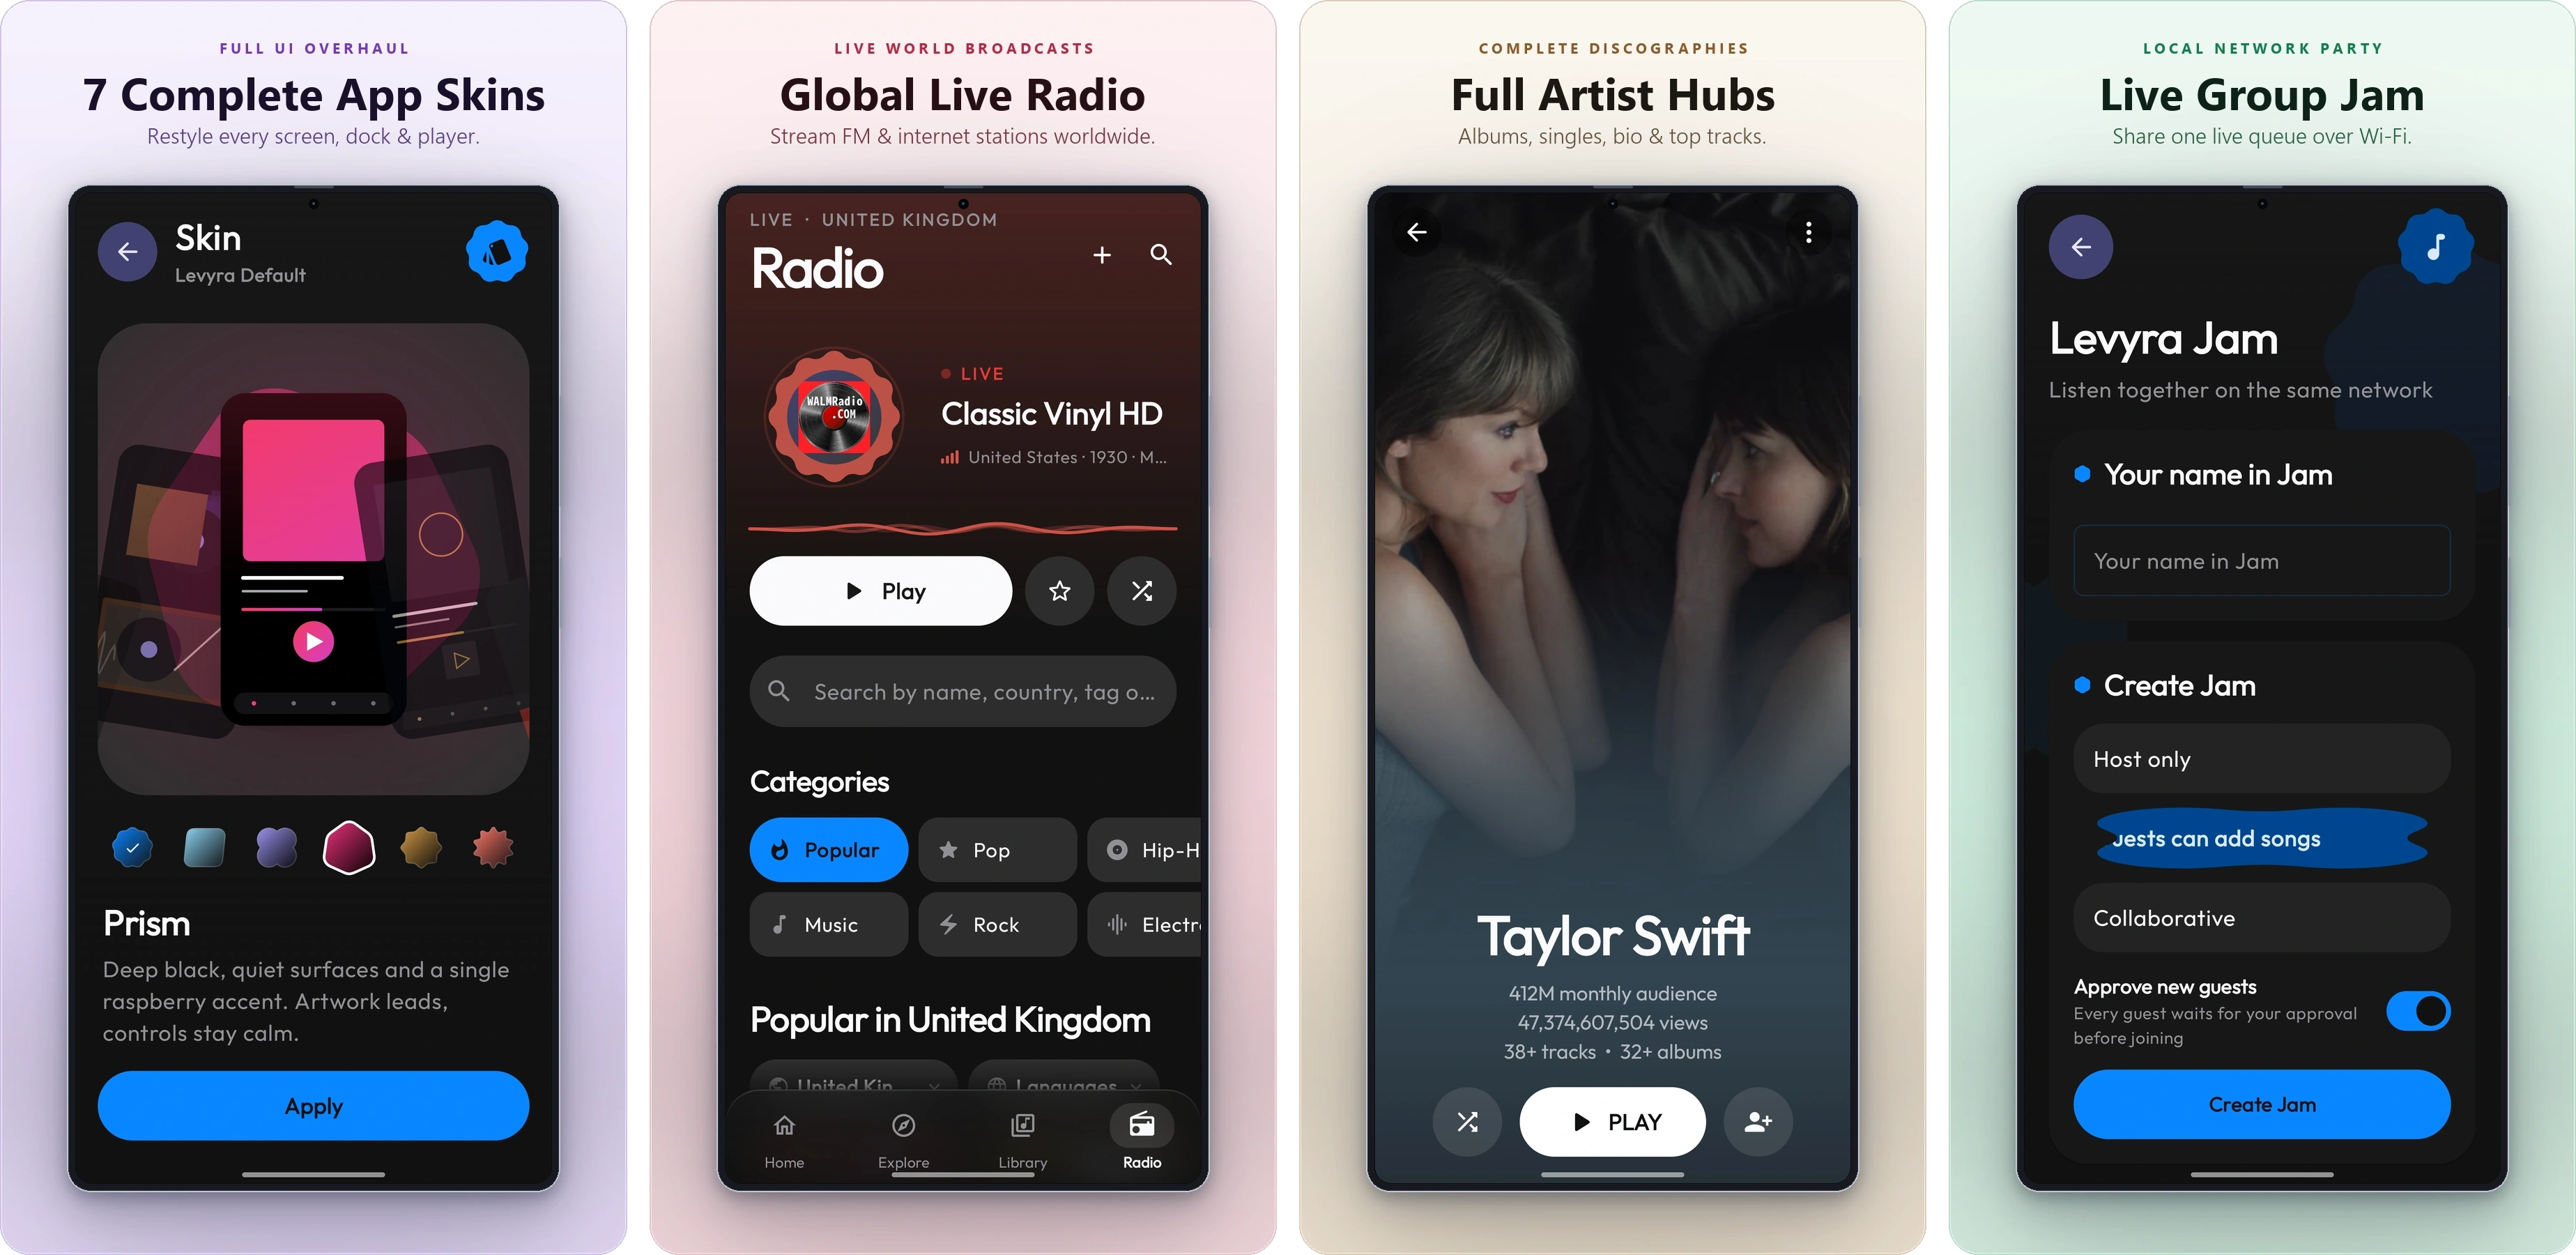 FULL UI OVERHAUL
7 Complete App Skins
Restyle every screen, dock & player.
Skin
Levyra Default
Prism
Deep black, quiet surfaces and a single
raspberry accent. Artwork leads,
controls stay calm.
Apply
LIVE WORLD BROADCASTS
Global Live Radio
Stream FM & internet stations worldwide.
LIVE · UNITED KINGDOM
Radio
WALMRadio
.COM
LIVE
Classic Vinyl HD
United States · 1930 · M...
Play
Search by name, country, tag o...
Categories
Popular
Pop
Hip-H
Music
Rock
Electr
Popular in United Kingdom
United Kin
Languages
Home
Explore
Library
Radio
COMPLETE DISCOGRAPHIES
Full Artist Hubs
Albums, singles, bio & top tracks.
Taylor Swift
412M monthly audience
47,374,607,504 views
38+ tracks • 32+ albums
PLAY
LOCAL NETWORK PARTY
Live Group Jam
Share one live queue over Wi-Fi.
Levyra Jam
Listen together on the same network
Your name in Jam
Your name in Jam
Create Jam
Host only
uests can add songs
Collaborative
Approve new guests
Every guest waits for your approval
before joining
Create Jam